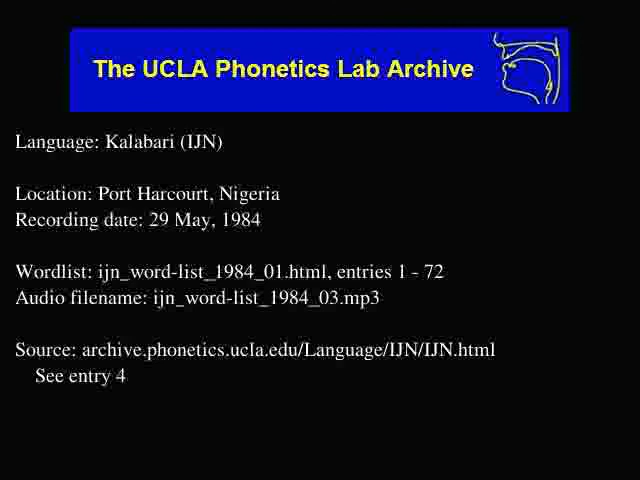 The UCLA Phonetics Lab Archive
Language: Kalabari (IJN)
Location: Port Harcourt, Nigeria
Recording date: 29 May, 1984
Wordlist: ijn_word-list_1984_01.html, entries 1 - 72
Audio filename: ijn_word-list_1984_03.mp3
Source: archive.phonetics.ucla.edu/Language/IJN/IJN.html
See entry 4